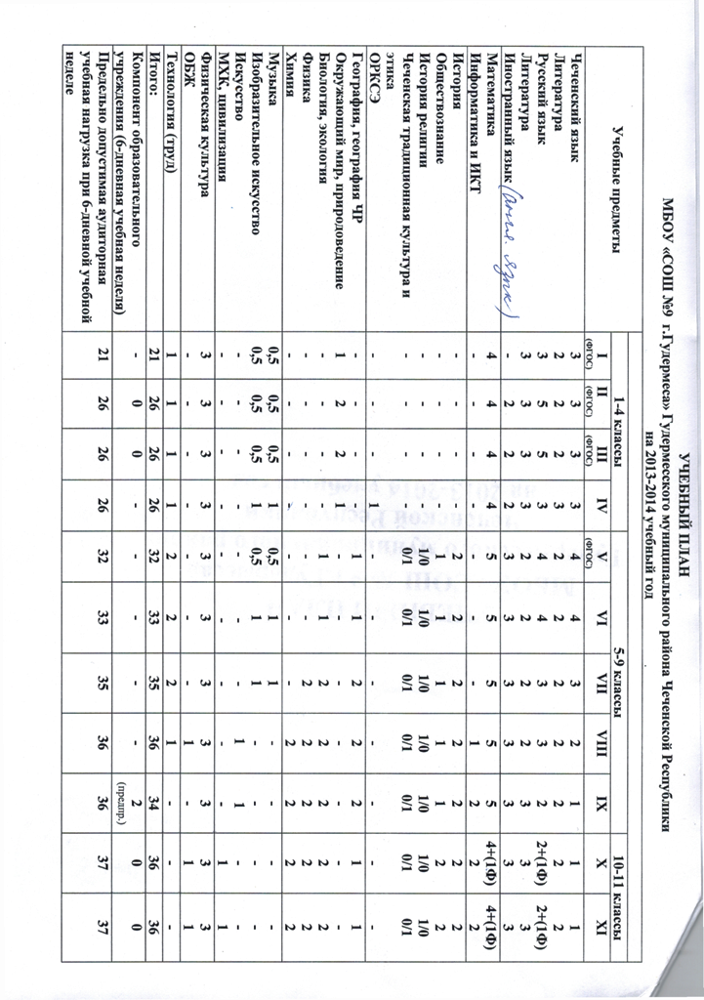 УЧЕБНЫЙ ПЛАН
МБОУ «СОШ №9 г.Гудермеса» Гудермесского муниципального района Чеченской Республики
на 2013-2014 учебный год
Учебные предметы 1-4 классы 5-9 классы 10-11 классы
I II III IV V VI VII VIII IX X XI
(ФГОС) (ФГОС) (ФГОС) (ФГОС)
Чеченский язык 3 3 3 3 4 4 3 2 1 1 1
Литература 2 2 2 3 2 2 2 2 2 2 2
Русский язык 3 5 5 3 4 4 3 3 2 2+(1Ф) 2+(1Ф)
Литература 3 3 3 3 2 2 2 2 3 3 3
Иностранный язык (англ. язык) - 2 2 2 3 3 3 3 3 3 3
Математика 4 4 4 4 5 5 5 5 5 4+(1Ф) 4+(1Ф)
Информатика и ИКТ - - - - - - - 1 2 2 2
История - - - - 2 2 2 2 2 2 2
Обществознание - - - - 1 1 1 1 1 2 2
История религии - - - - 1/0 1/0 1/0 1/0 1/0 1/0 1/0
Чеченская традиционная культура и - - - - 0/1 0/1 0/1 0/1 0/1 0/1 0/1
этика
ОРКСЭ - - - 1 - - - - - - -
География, география ЧР - - - - 1 1 2 2 2 1 1
Окружающий мир, природоведение 1 2 2 1 - - - - - - -
Биология, экология - - - - 1 1 2 2 2 2 2
Физика - - - - - - 2 2 2 2 2
Химия - - - - - - - 2 2 2 2
Музыка 0,5 0,5 0,5 1 0,5 1 1 - - - -
Изобразительное искусство 0,5 0,5 0,5 1 0,5 1 1 - - - -
Искусство - - - - - - - 1 1 - -
МХК, цивилизация - - - - - - - - - 1 1
Физическая культура 3 3 3 3 3 3 3 3 3 3 3
ОБЖ - - - - - - - 1 - 1 1
Технология (труд) 1 1 1 1 2 2 2 1 - - -
Итого: 21 26 26 26 32 33 35 36 34 36 36
Компонент образовательного - 0 0 - - - - - 2 0 0
учреждения (6-дневная учебная неделя) (предпр.)
Предельно допустимая аудиторная 21 26 26 26 32 33 35 36 36 37 37
учебная нагрузка при 6-дневной учебной
неделе